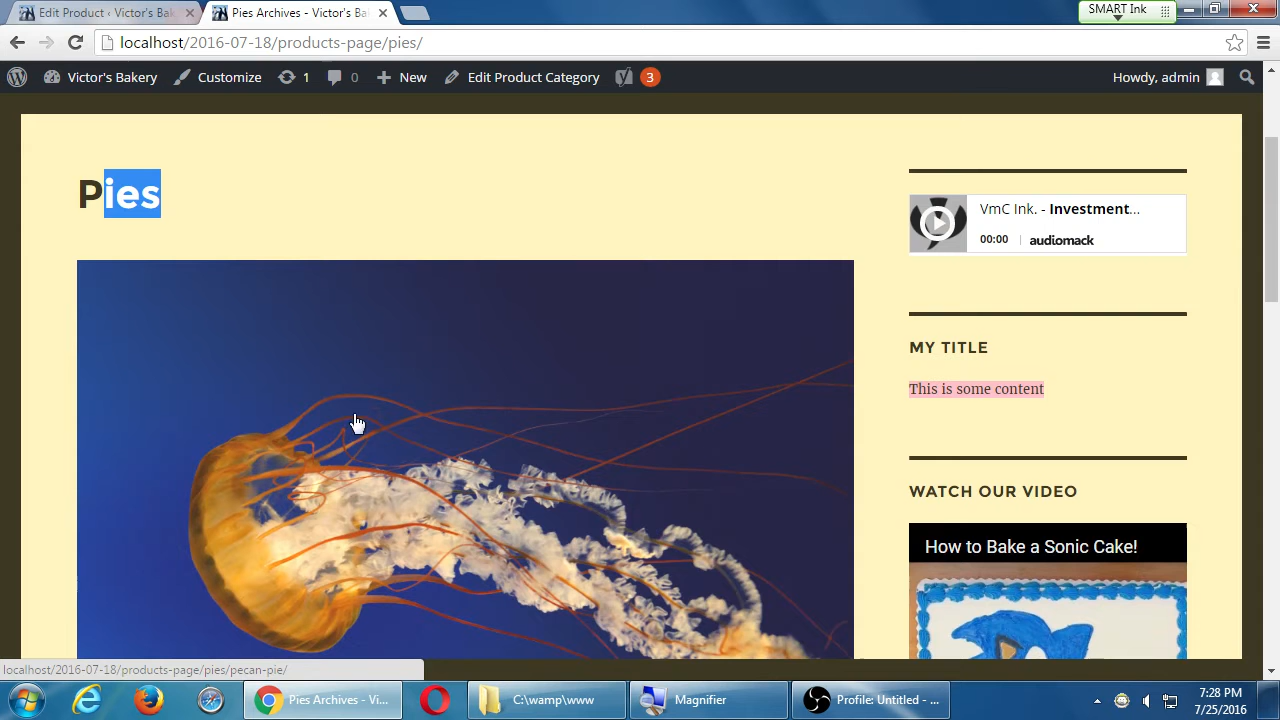 Edit Product ‹ Victor's Bak
Pies Archives - Victor's Ba
SMART Ink
localhost/2016-07-18/products-page/pies/
Victor's Bakery
Customize
1
0
New
Edit Product Category
3
Howdy, admin
Pies
VmC Ink. - Investment...
00:00
audiomack
MY TITLE
This is some content
WATCH OUR VIDEO
How to Bake a Sonic Cake!
localhost/2016-07-18/products-page/pies/pecan-pie/
Pies Archives - Vi...
C:\wamp\www
Magnifier
Profile: Untitled - ...
7:28 PM
7/25/2016